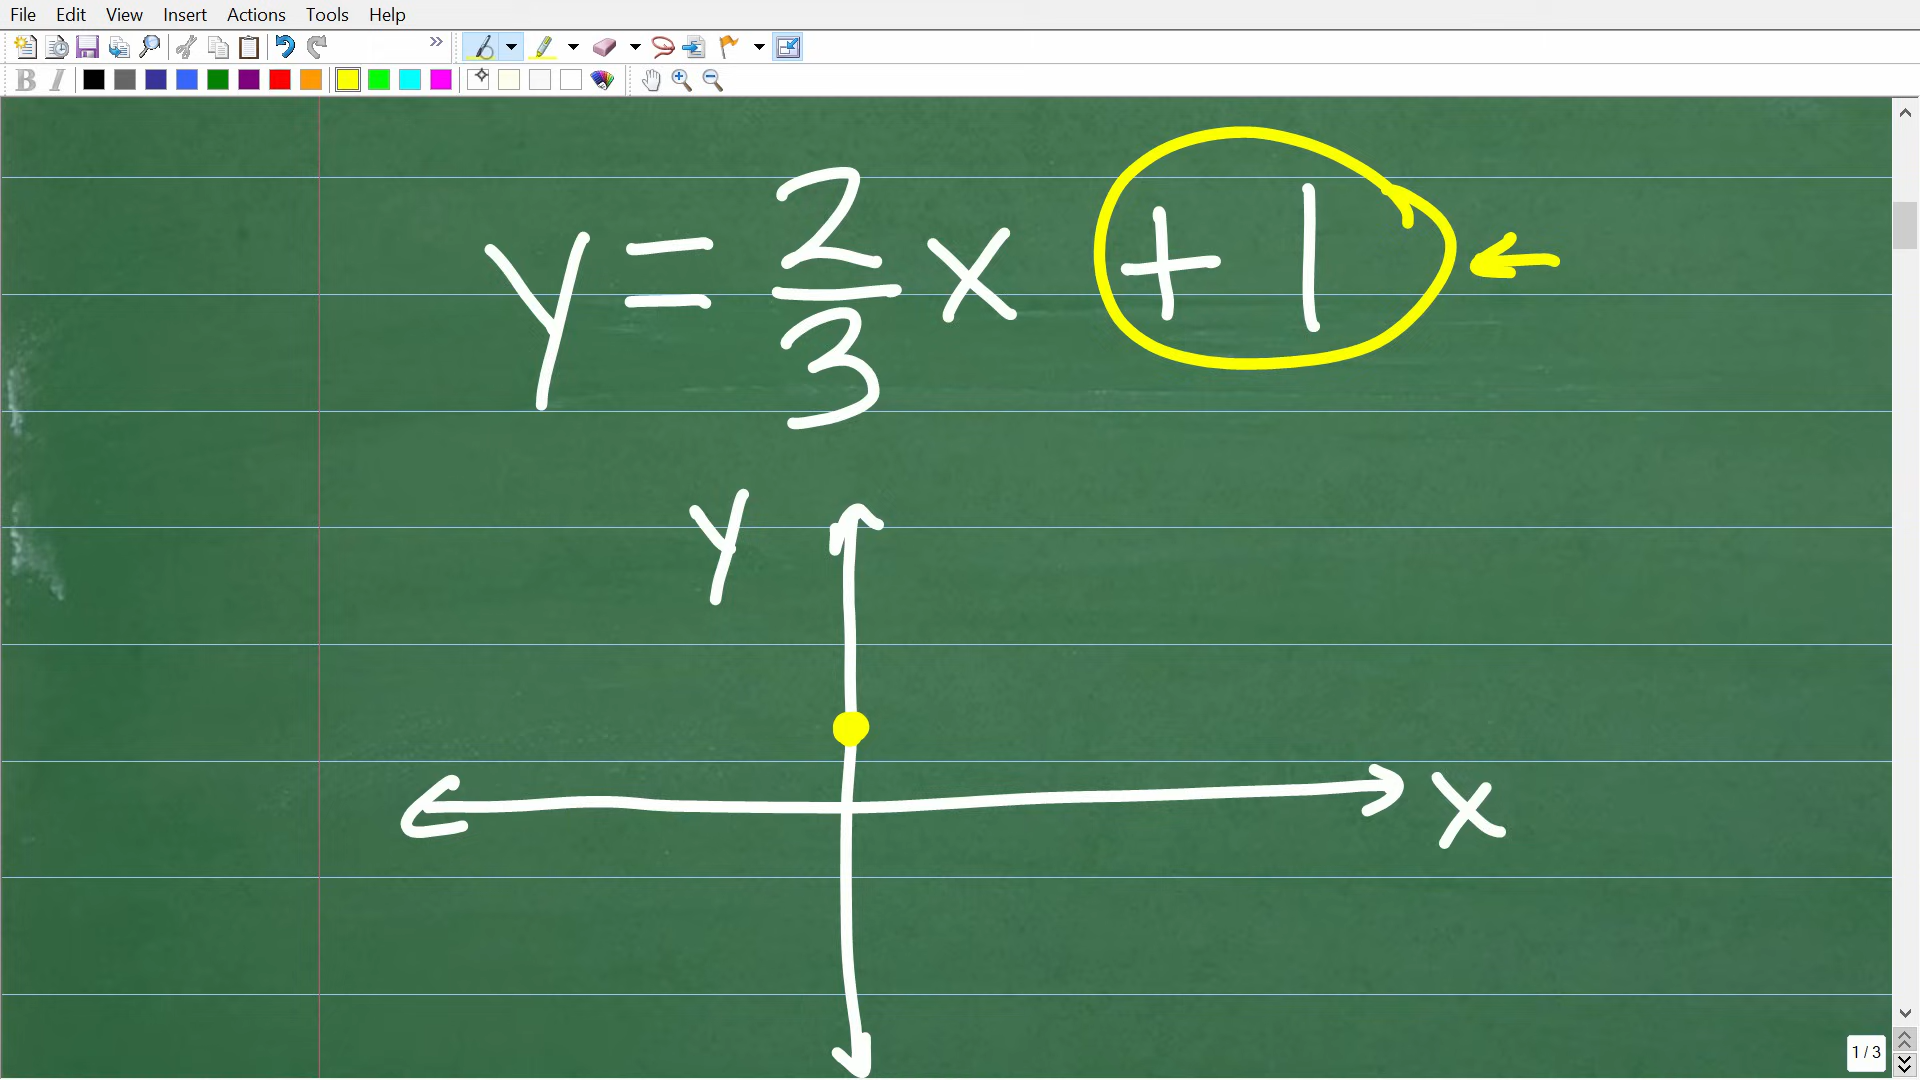 File Edit View Insert Actions Tools Help
B I
y = 2/3 x + 1
y
x
1 / 3